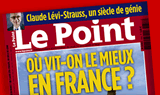 Claude Lévi-Strauss, un siècle de génie
Le Point
OÙ VIT-ON LE MIEUX
EN FRANCE ?